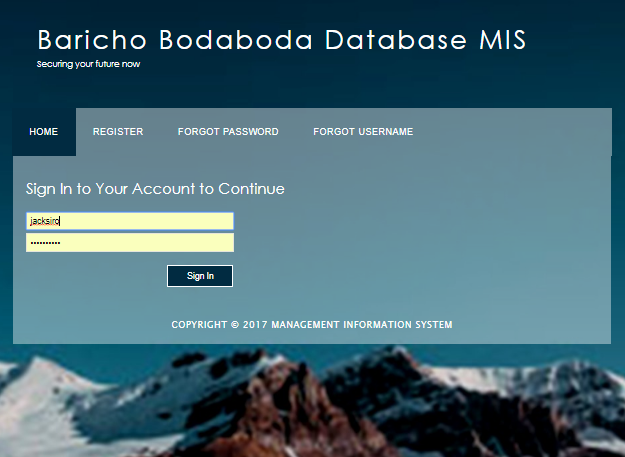 Baricho Bodaboda Database MIS
Securing your future now
HOME REGISTER FORGOT PASSWORD FORGOT USERNAME
Sign In to Your Account to Continue
jacksiro
••••••••••
Sign In
COPYRIGHT © 2017 MANAGEMENT INFORMATION SYSTEM